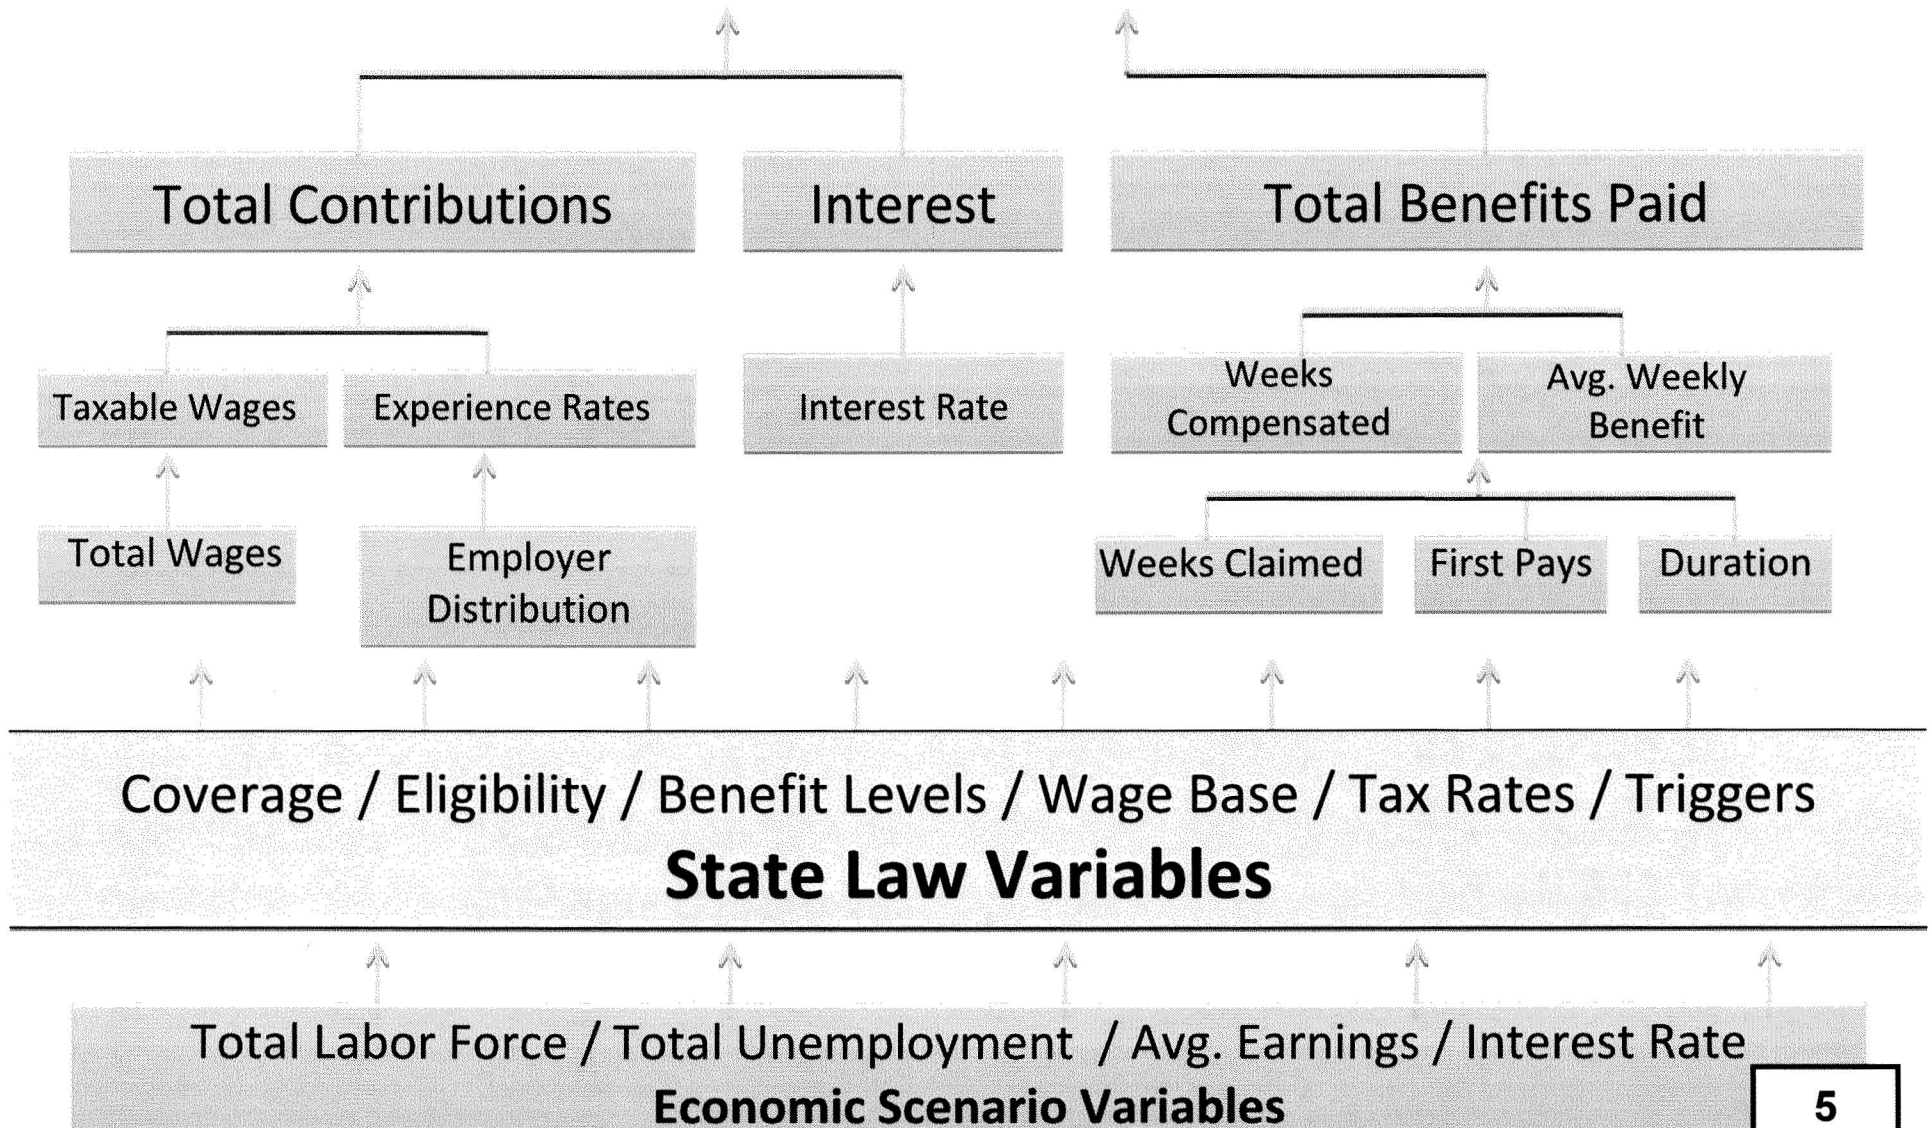 Total Contributions
Interest
Total Benefits Paid
Taxable Wages
Experience Rates
Interest Rate
Weeks
Compensated
Avg. Weekly
Benefit
Total Wages
Employer
Distribution
Weeks Claimed
First Pays
Duration
Coverage / Eligibility / Benefit Levels / Wage Base / Tax Rates / Triggers
State Law Variables
Total Labor Force / Total Unemployment / Avg. Earnings / Interest Rate
Economic Scenario Variables
5